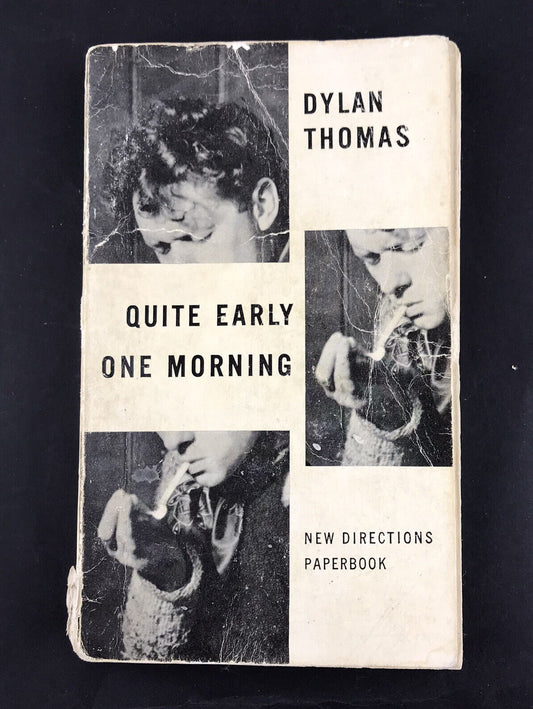 DYLAN
THOMAS
QUITE EARLY
ONE MORNING
NEW DIRECTIONS
PAPERBOOK